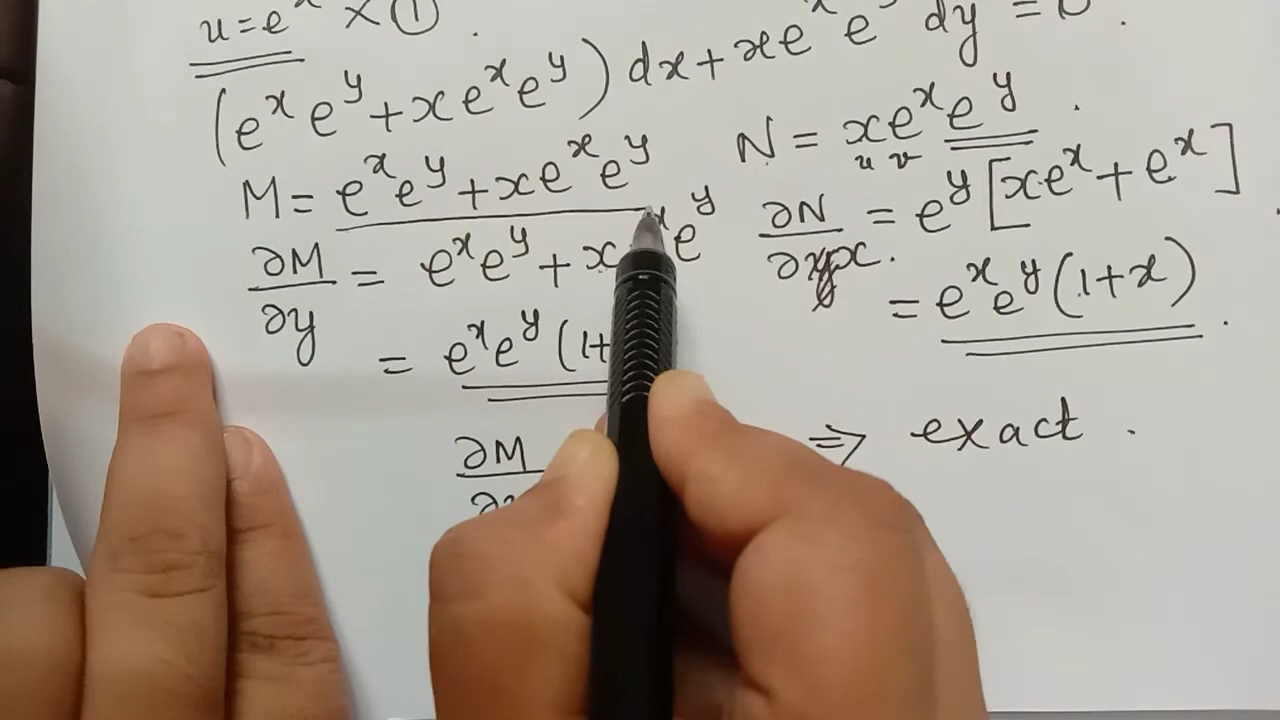 u = e^x × ①.
(e^x e^y + x e^x e^y) dx + x e^x e^y dy = 0.
M = e^x e^y + x e^x e^y
∂M/∂y = e^x e^y + x e^x e^y
= e^x e^y (1+
N = x e^x e^y.
u v
∂N/∂x = e^y [x e^x + e^x].
= e^x e^y (1+x).
∂M
⇒ exact.